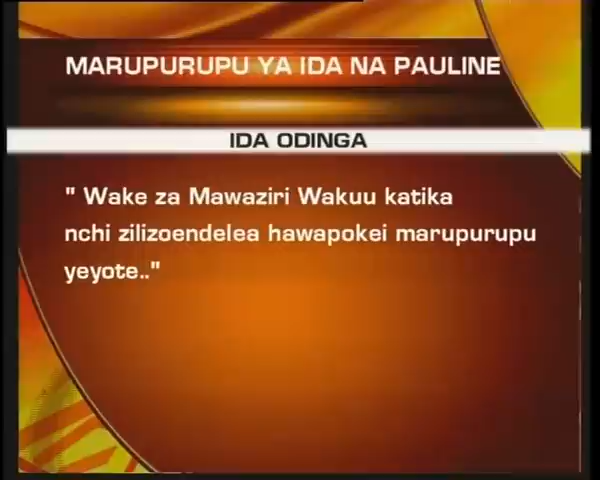 MARUPURUPU YA IDA NA PAULINE
IDA ODINGA
" Wake za Mawaziri Wakuu katika
nchi zilizoendelea hawapokei marupurupu
yeyote.."